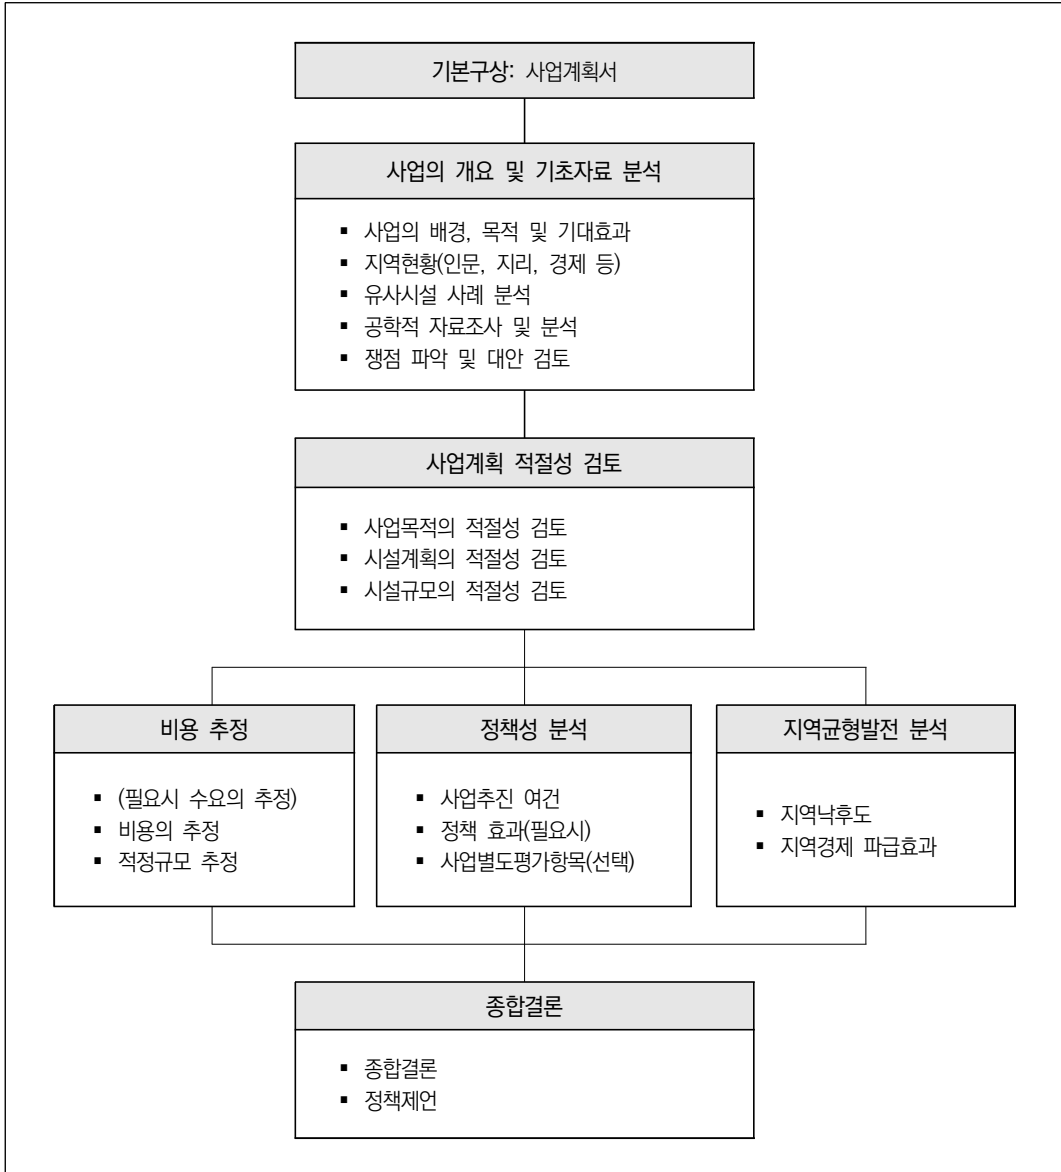 기본구상: 사업계획서
사업의 개요 및 기초자료 분석
▪ 사업의 배경, 목적 및 기대효과
▪ 지역현황(인문, 지리, 경제 등)
▪ 유사시설 사례 분석
▪ 공학적 자료조사 및 분석
▪ 쟁점 파악 및 대안 검토
사업계획 적절성 검토
▪ 사업목적의 적절성 검토
▪ 시설계획의 적절성 검토
▪ 시설규모의 적절성 검토
비용 추정
▪ (필요시 수요의 추정)
▪ 비용의 추정
▪ 적정규모 추정
정책성 분석
▪ 사업추진 여건
▪ 정책 효과(필요시)
▪ 사업별도평가항목(선택)
지역균형발전 분석
▪ 지역낙후도
▪ 지역경제 파급효과
종합결론
▪ 종합결론
▪ 정책제언